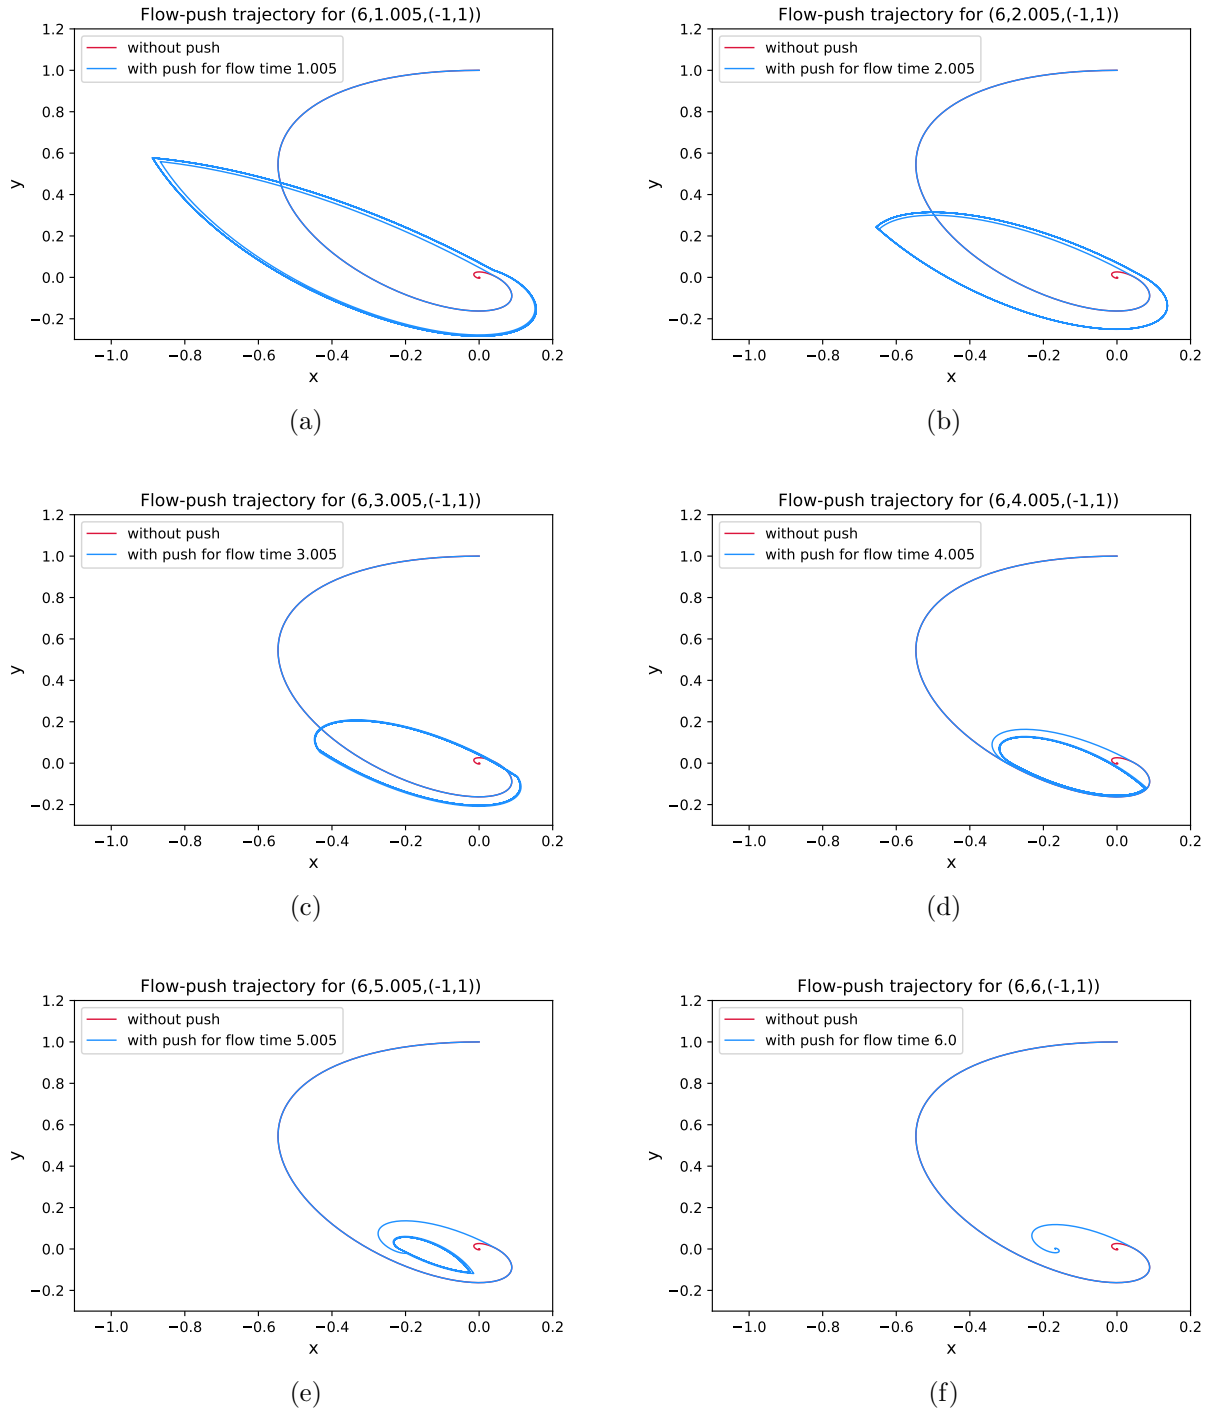 Flow-push trajectory for (6,1.005,(-1,1))
without push
with push for flow time 1.005
1.0
0.8
0.6
0.4
0.2
0.0
−0.2
y
−1.0 −0.8 −0.6 −0.4 −0.2 0.0 0.2
x
(a)
Flow-push trajectory for (6,2.005,(-1,1))
without push
with push for flow time 2.005
1.2
1.0
0.8
0.6
0.4
0.2
0.0
−0.2
y
−1.0 −0.8 −0.6 −0.4 −0.2 0.0 0.2
x
(b)
Flow-push trajectory for (6,3.005,(-1,1))
without push
with push for flow time 3.005
1.2
1.0
0.8
0.6
0.4
0.2
0.0
−0.2
y
−1.0 −0.8 −0.6 −0.4 −0.2 0.0 0.2
x
(c)
Flow-push trajectory for (6,4.005,(-1,1))
without push
with push for flow time 4.005
1.2
1.0
0.8
0.6
0.4
0.2
0.0
−0.2
y
−1.0 −0.8 −0.6 −0.4 −0.2 0.0 0.2
x
(d)
Flow-push trajectory for (6,5.005,(-1,1))
without push
with push for flow time 5.005
1.2
1.0
0.8
0.6
0.4
0.2
0.0
−0.2
y
−1.0 −0.8 −0.6 −0.4 −0.2 0.0 0.2
x
(e)
Flow-push trajectory for (6,6,(-1,1))
without push
with push for flow time 6.0
1.2
1.0
0.8
0.6
0.4
0.2
0.0
−0.2
y
−1.0 −0.8 −0.6 −0.4 −0.2 0.0 0.2
x
(f)